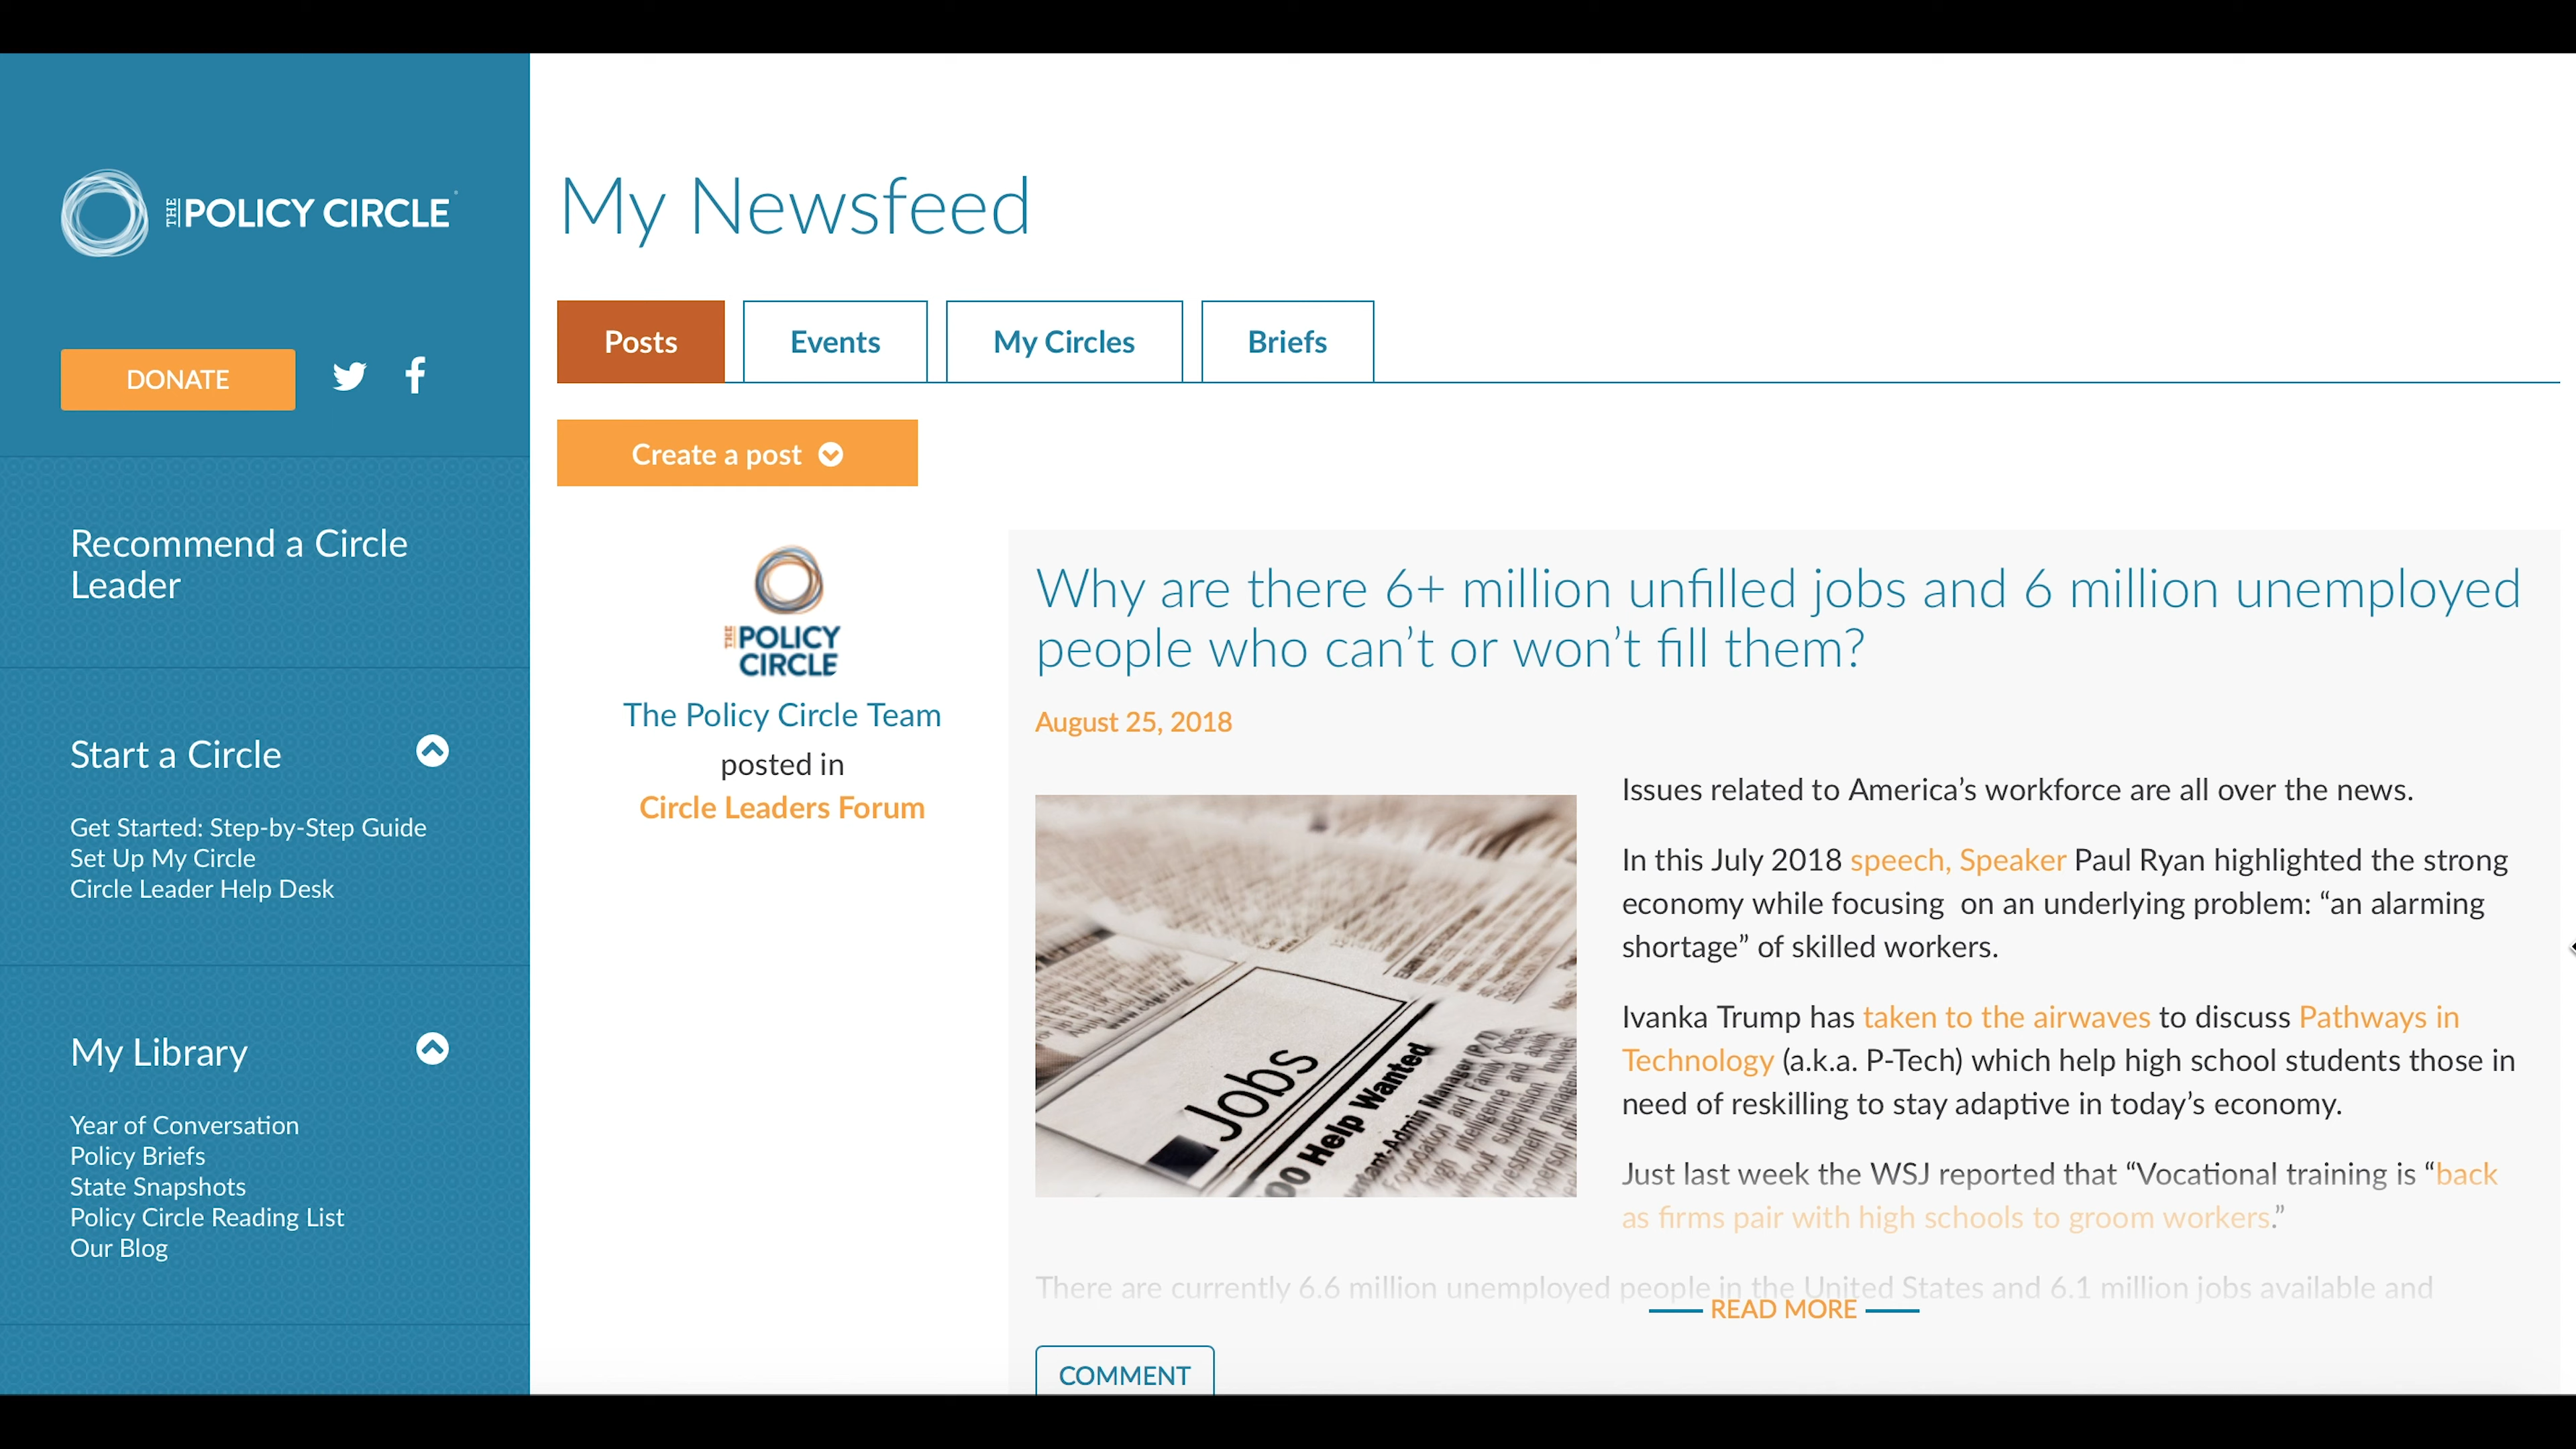 THE POLICY CIRCLE
DONATE
Recommend a Circle
Leader
Start a Circle
Get Started: Step-by-Step Guide
Set Up My Circle
Circle Leader Help Desk
My Library
Year of Conversation
Policy Briefs
State Snapshots
Policy Circle Reading List
Our Blog
My Newsfeed
Posts
Events
My Circles
Briefs
Create a post
THE POLICY
CIRCLE
The Policy Circle Team
posted in
Circle Leaders Forum
Why are there 6+ million unfilled jobs and 6 million unemployed
people who can’t or won’t fill them?
August 25, 2018
Jobs
00 Help Wanted
Issues related to America’s workforce are all over the news.
In this July 2018 speech, Speaker Paul Ryan highlighted the strong
economy while focusing  on an underlying problem: “an alarming
shortage” of skilled workers.
Ivanka Trump has taken to the airwaves to discuss Pathways in
Technology (a.k.a. P-Tech) which help high school students those in
need of reskilling to stay adaptive in today’s economy.
Just last week the WSJ reported that “Vocational training is “back
as firms pair with high schools to groom workers.”
There are currently 6.6 million unemployed people in the United States and 6.1 million jobs available and
READ MORE
COMMENT